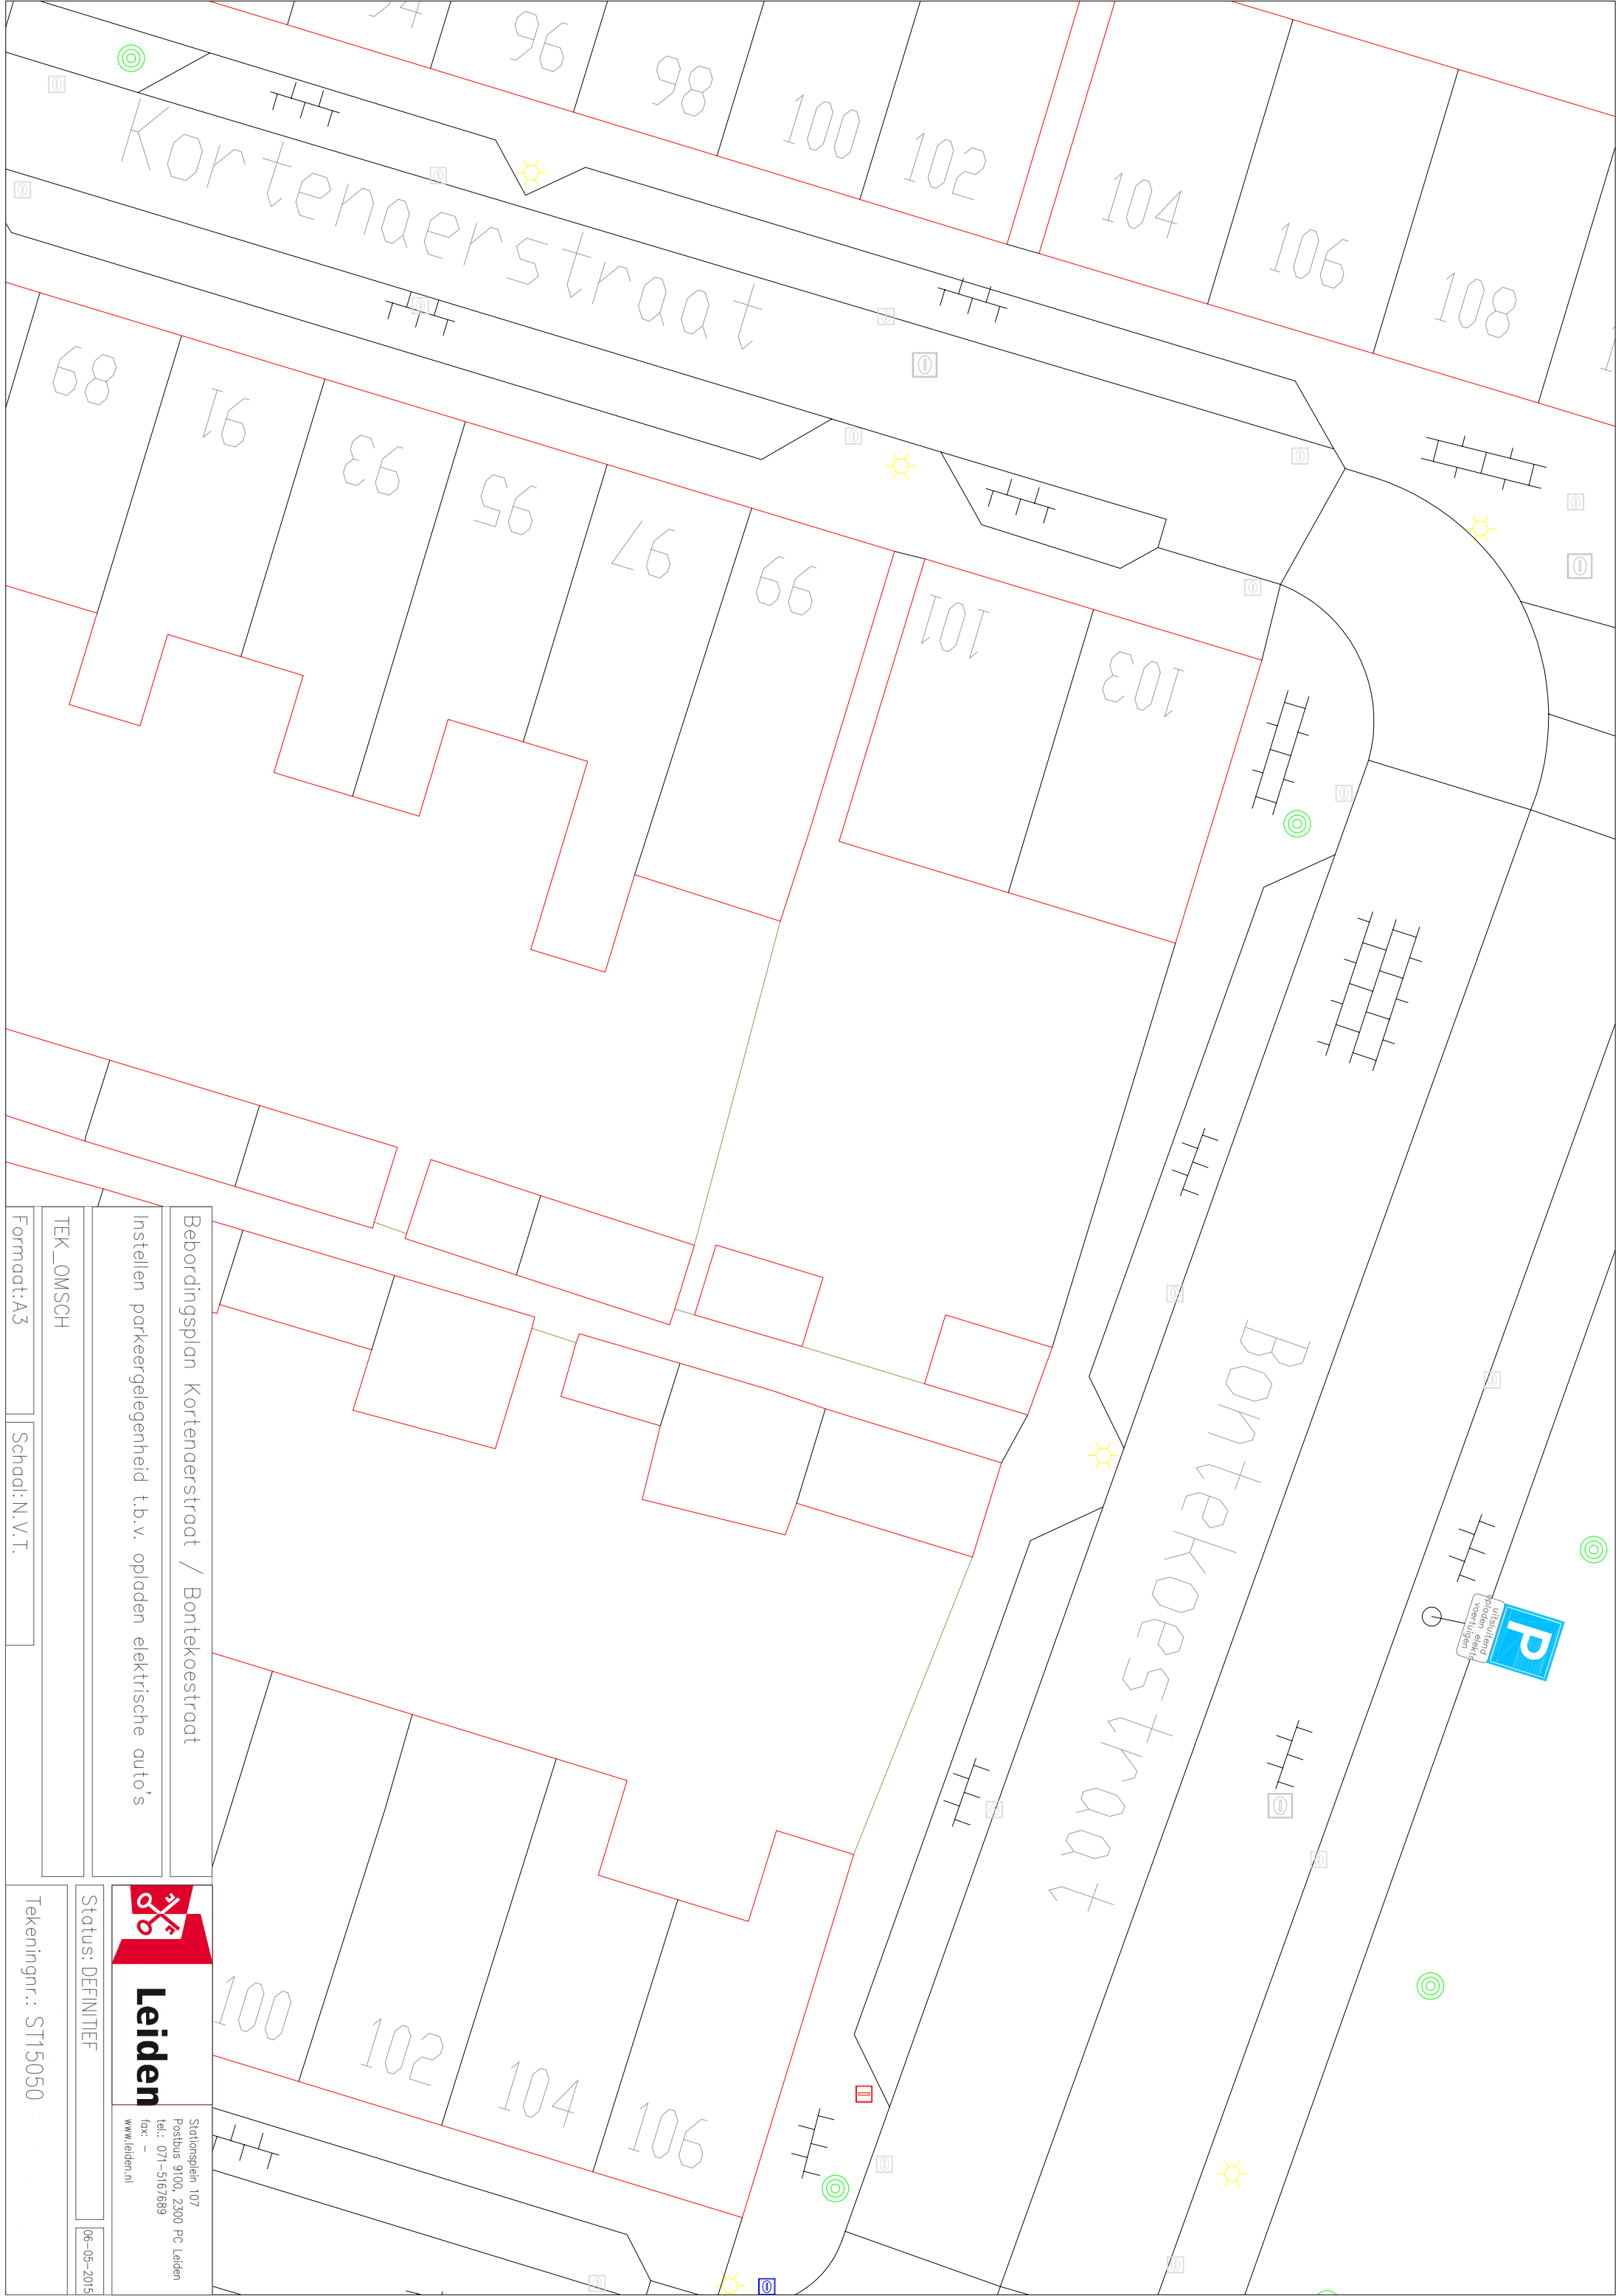 94
96
98
100
102
104
106
108
Kortenaerstraat
89
91
93
95
97
99
101
103
Bontekoestraat
P
uitsluitend
opladen elektr.
voertuigen
100
102
104
106
Bebordingsplan Kortenaerstraat / Bontekoestraat
Instellen parkeergelegenheid t.b.v. opladen elektrische auto's
TEK_OMSCH
Formaat: A3
Schaal: N.V.T.
Leiden
Stationsplein 107
Postbus 9100, 2300 PC Leiden
tel.: 071-5167689
fax: -
www.leiden.nl
Status: DEFINITIEF
06-05-2015
Tekeningnr.: ST15050